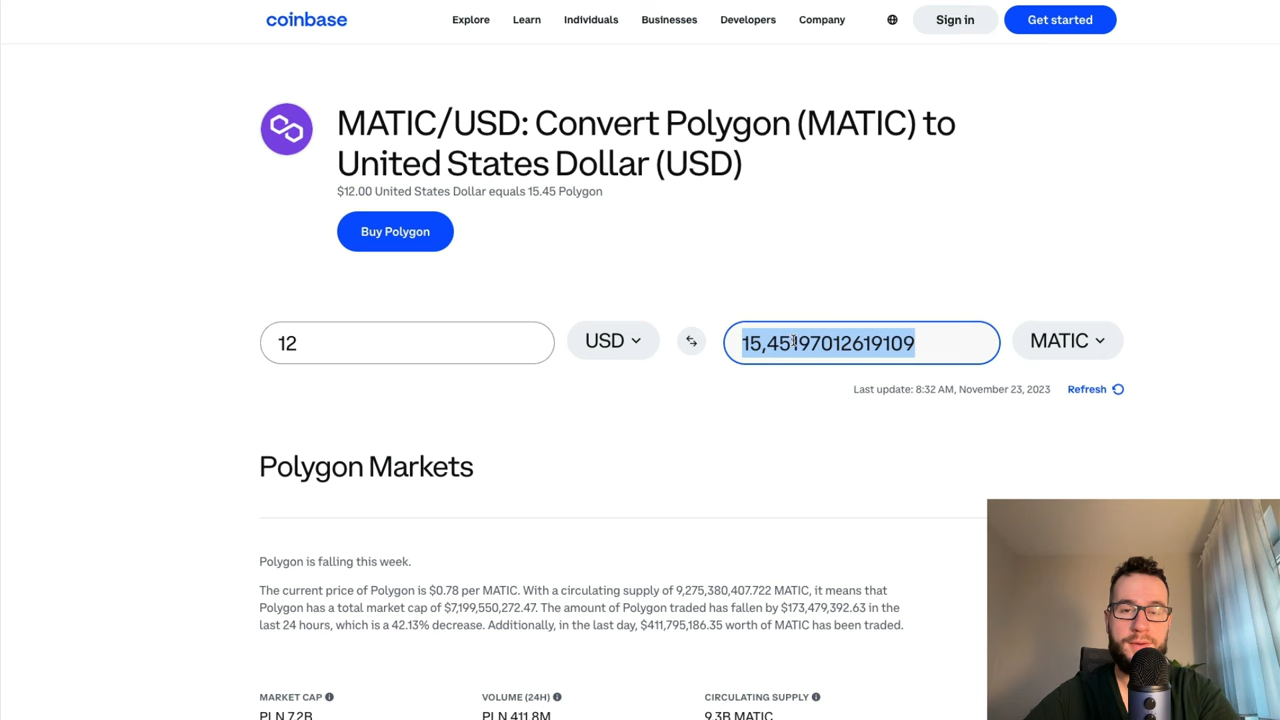 coinbase
Explore
Learn
Individuals
Businesses
Developers
Company
Sign in
Get started
MATIC/USD: Convert Polygon (MATIC) to
United States Dollar (USD)
$12.00 United States Dollar equals 15.45 Polygon
Buy Polygon
12
USD
MATIC
Last update: 8:32 AM, November 23, 2023
Refresh
Polygon Markets
Polygon is falling this week.
The current price of Polygon is $0.78 per MATIC. With a circulating supply of 9,275,380,407.722 MATIC, it means that
Polygon has a total market cap of $7,199,550,272.47. The amount of Polygon traded has fallen by $173,479,392.63 in the
last 24 hours, which is a 42.13% decrease. Additionally, in the last day, $411,795,186.35 worth of MATIC has been traded.
MARKET CAP
VOLUME (24H)
CIRCULATING SUPPLY
PLN 7.2B
PLN 411.8M
9.3B MATIC